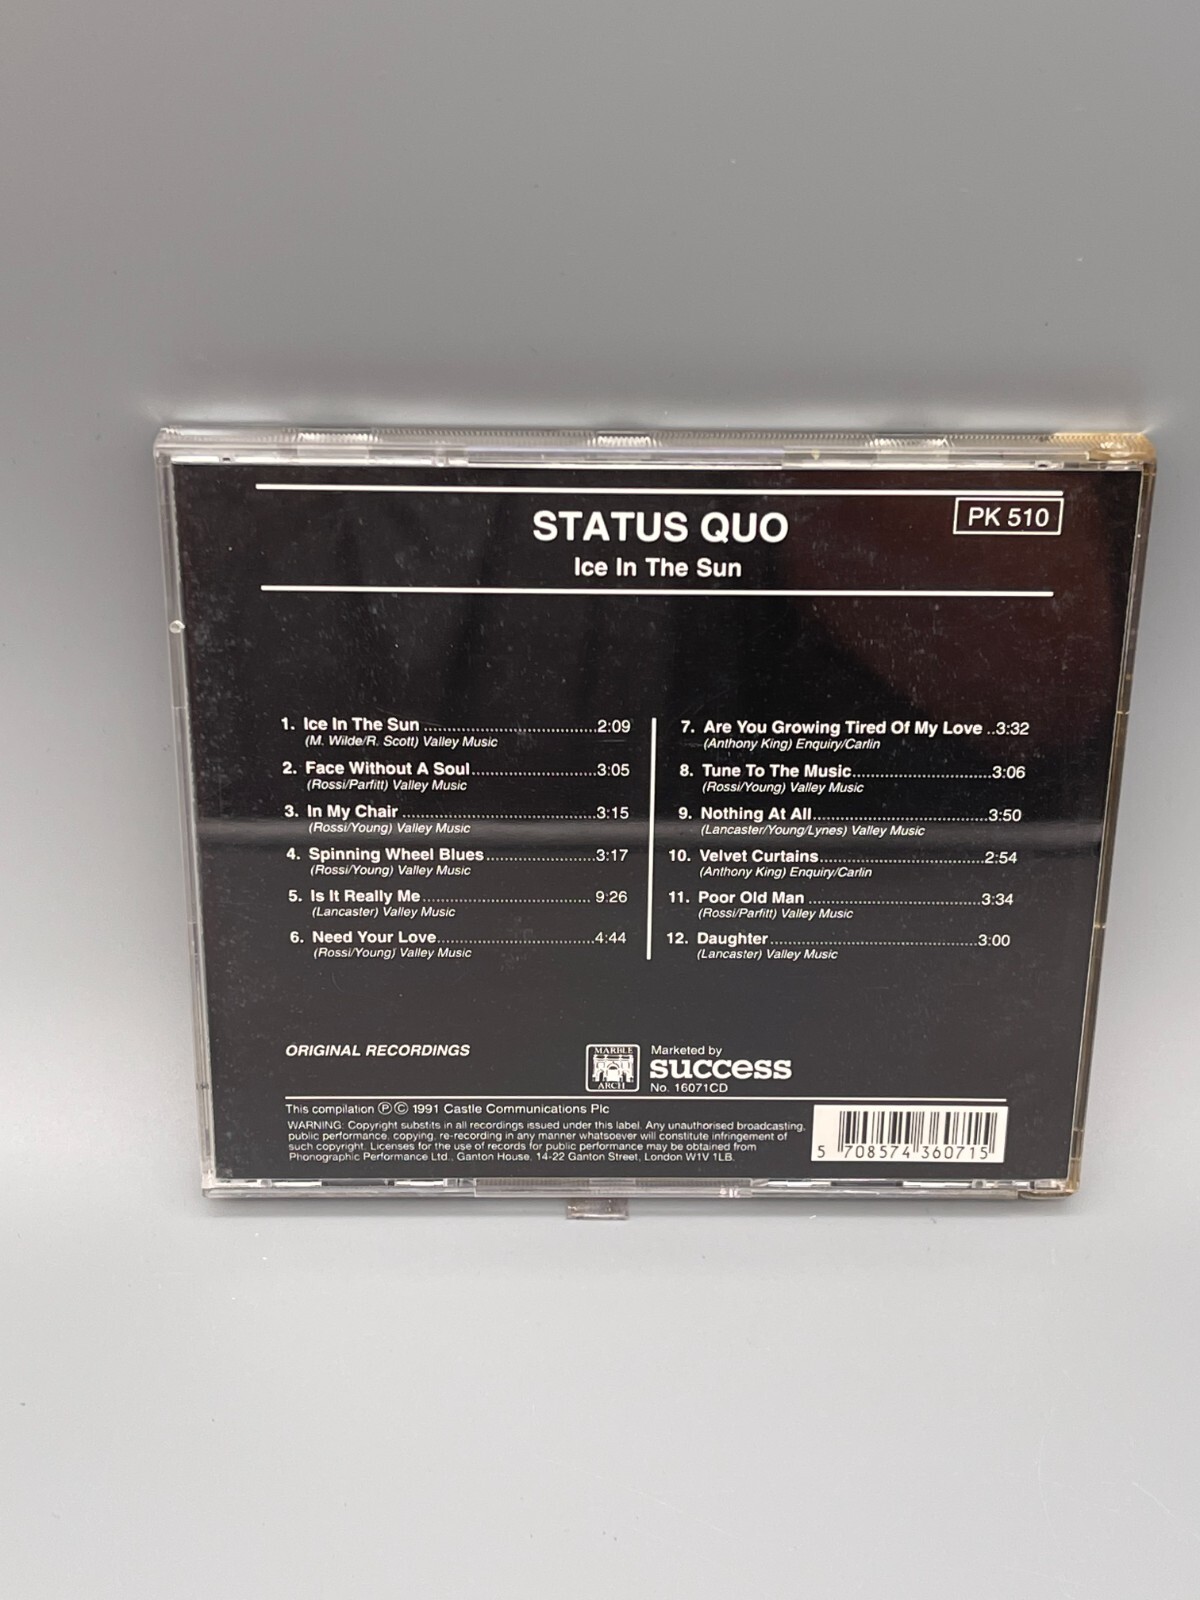 STATUS QUO
PK 510
Ice In The Sun
1. Ice In The Sun ..............................2:09
(M. Wilde/R. Scott) Valley Music
2. Face Without A Soul.....................3:05
(Rossi/Parfitt) Valley Music
3. In My Chair .................................3:15
(Rossi/Young) Valley Music
4. Spinning Wheel Blues...................3:17
(Rossi/Young) Valley Music
5. Is It Really Me.............................. 9:26
(Lancaster) Valley Music
6. Need Your Love...........................4:44
(Rossi/Young) Valley Music
7. Are You Growing Tired Of My Love ..3:32
(Anthony King) Enquiry/Carlin
8. Tune To The Music........................3:06
(Rossi/Young) Valley Music
9. Nothing At All..............................3:50
(Lancaster/Young/Lynes) Valley Music
10. Velvet Curtains............................2:54
(Anthony King) Enquiry/Carlin
11. Poor Old Man ..............................3:34
(Rossi/Parfitt) Valley Music
12. Daughter....................................3:00
(Lancaster) Valley Music
ORIGINAL RECORDINGS
MARBLE
ARCH
Marketed by
success
No. 16071CD
This compilation Ⓟ© 1991 Castle Communications Plc
WARNING: Copyright substits in all recordings issued under this label. Any unauthorised broadcasting,
public performance, copying, re-recording in any manner whatsoever will constitute infringement of
such copyright. Licenses for the use of records for public performance may be obtained from
Phonographic Performance Ltd., Ganton House, 14-22 Ganton Street, London W1V 1LB.
5 708574 360715